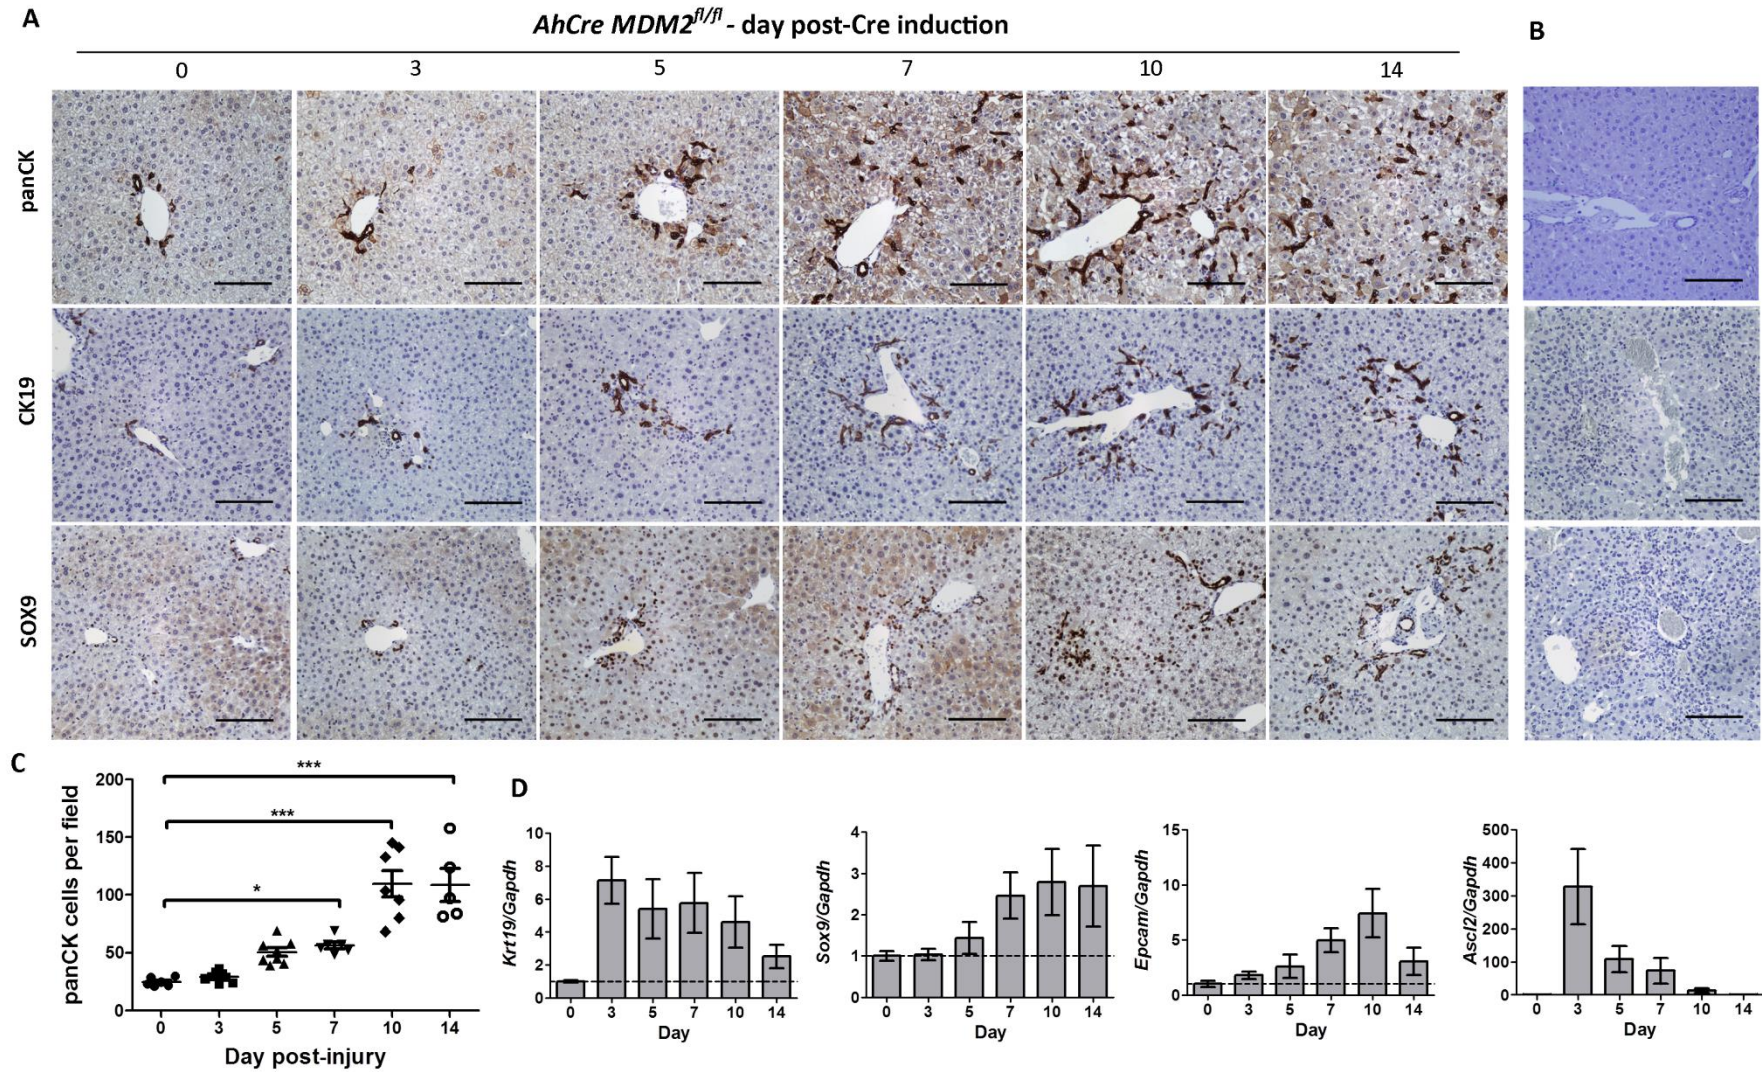 A
AhCre MDM2fl/fl - day post-Cre induction
B
0 3 5 7 10 14
panCK
CK19
SOX9
C
panCK cells per field
200
150
100
50
0
***
***
*
0 3 5 7 10 14
Day post-injury
D
Krt19/Gapdh
10
8
6
4
2
0
0 3 5 7 10 14
Day
Sox9/Gapdh
4
3
2
1
0
0 3 5 7 10 14
Day
Epcam/Gapdh
15
10
5
0
0 3 5 7 10 14
Day
Ascl2/Gapdh
500
400
300
200
100
0
0 3 5 7 10 14
Day